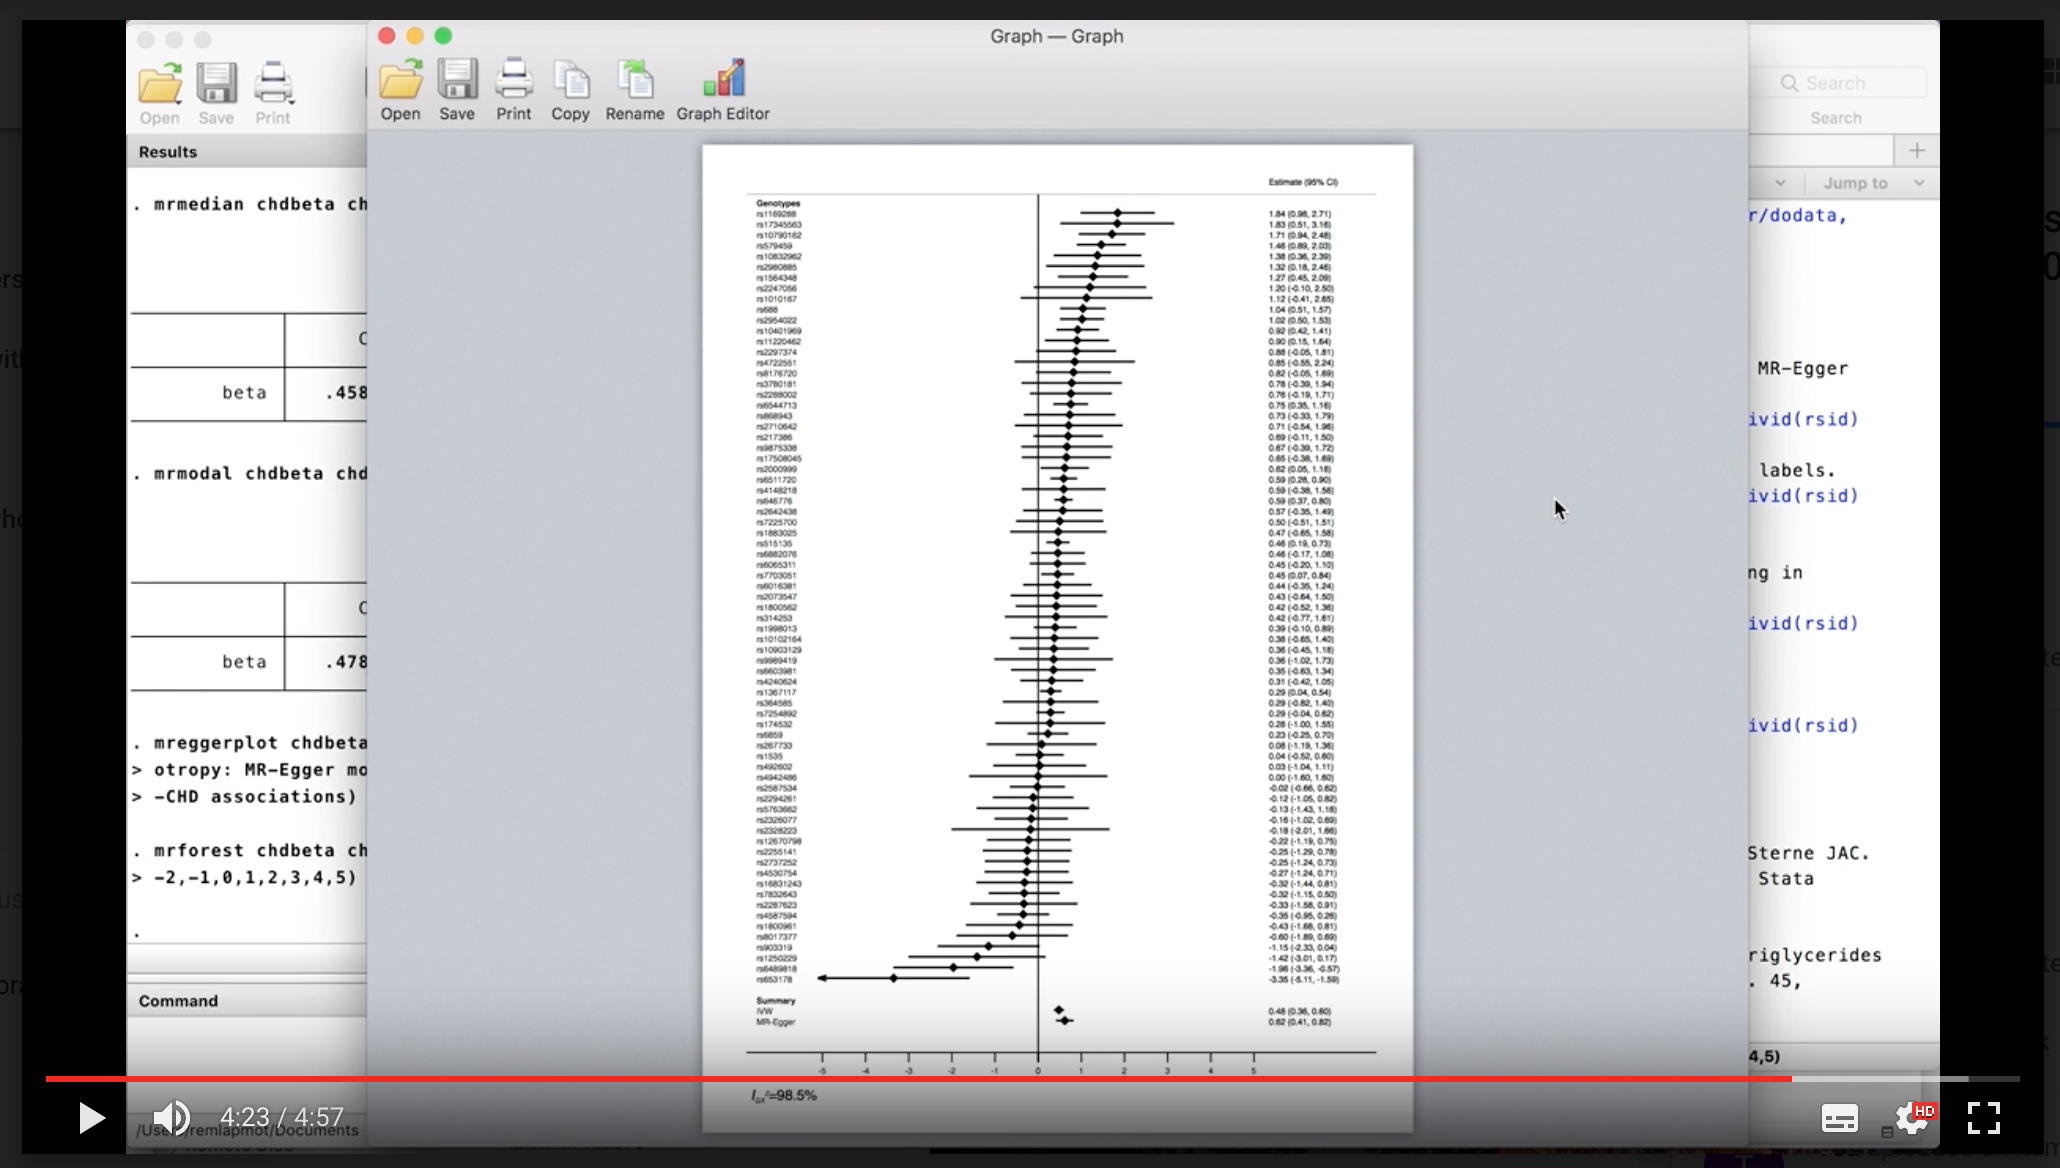 Graph — Graph
Open Save Print Copy Rename Graph Editor
Open Save Print
Search
Search
Results
Jump to
. mrmedian chdbeta ch
beta .458
. mrmodal chdbeta chd
beta .478
. mreggerplot chdbeta
> otropy: MR-Egger mo
> -CHD associations)
. mrforest chdbeta ch
> -2,-1,0,1,2,3,4,5)
.
Command
/Users/remlapmot/Documents
Estimate (95% CI)
Genotypes
rs1169288 1.84 (0.98, 2.71)
rs17345563 1.83 (0.51, 3.16)
rs10790162 1.71 (0.94, 2.48)
rs579459 1.46 (0.89, 2.03)
rs10832962 1.38 (0.36, 2.39)
rs2980885 1.32 (0.18, 2.46)
rs1564348 1.27 (0.45, 2.09)
rs2247056 1.20 (-0.10, 2.50)
rs1010167 1.12 (-0.41, 2.65)
rs688 1.04 (0.51, 1.57)
rs2954022 1.02 (0.50, 1.53)
rs10401969 0.92 (0.42, 1.41)
rs11220462 0.90 (0.15, 1.64)
rs2297374 0.88 (-0.05, 1.81)
rs4722551 0.85 (-0.55, 2.24)
rs8176720 0.82 (-0.05, 1.69)
rs3780181 0.78 (-0.39, 1.94)
rs2288002 0.76 (-0.19, 1.71)
rs6544713 0.75 (0.35, 1.16)
rs868943 0.73 (-0.33, 1.79)
rs2710642 0.71 (-0.54, 1.96)
rs217386 0.69 (-0.11, 1.50)
rs9875338 0.67 (-0.39, 1.72)
rs17508045 0.65 (-0.38, 1.69)
rs2000999 0.62 (0.05, 1.18)
rs6511720 0.59 (0.28, 0.90)
rs4148218 0.59 (-0.38, 1.56)
rs646776 0.59 (0.37, 0.80)
rs2642438 0.57 (-0.35, 1.49)
rs7225700 0.50 (-0.51, 1.51)
rs1883025 0.47 (-0.65, 1.58)
rs515135 0.46 (0.19, 0.73)
rs6882076 0.46 (-0.17, 1.08)
rs6065311 0.45 (-0.20, 1.10)
rs7703051 0.45 (0.07, 0.84)
rs6016381 0.44 (-0.35, 1.24)
rs2073547 0.43 (-0.64, 1.50)
rs1800562 0.42 (-0.52, 1.36)
rs314253 0.42 (-0.77, 1.61)
rs1998013 0.39 (-0.10, 0.89)
rs10102164 0.38 (-0.65, 1.40)
rs10903129 0.36 (-0.45, 1.18)
rs9989419 0.36 (-1.02, 1.73)
rs6603981 0.35 (-0.63, 1.34)
rs4240624 0.31 (-0.42, 1.05)
rs1367117 0.29 (0.04, 0.54)
rs364585 0.29 (-0.82, 1.40)
rs7254892 0.29 (-0.04, 0.62)
rs174532 0.28 (-1.00, 1.55)
rs6859 0.23 (-0.25, 0.70)
rs267733 0.08 (-1.19, 1.36)
rs1535 0.04 (-0.52, 0.60)
rs492602 0.03 (-1.04, 1.11)
rs4942486 0.00 (-1.60, 1.60)
rs2587534 -0.02 (-0.66, 0.62)
rs2294261 -0.12 (-1.05, 0.82)
rs5763662 -0.13 (-1.43, 1.18)
rs2326077 -0.16 (-1.02, 0.69)
rs2328223 -0.18 (-2.01, 1.66)
rs12670798 -0.22 (-1.19, 0.75)
rs2255141 -0.25 (-1.29, 0.78)
rs2737252 -0.25 (-1.24, 0.73)
rs4530754 -0.27 (-1.24, 0.71)
rs16831243 -0.32 (-1.44, 0.81)
rs7832643 -0.32 (-1.15, 0.50)
rs2287623 -0.33 (-1.58, 0.91)
rs4587594 -0.35 (-0.95, 0.26)
rs1800961 -0.43 (-1.68, 0.81)
rs8017377 -0.60 (-1.89, 0.69)
rs903319 -1.15 (-2.33, 0.04)
rs1250229 -1.42 (-3.01, 0.17)
rs6489818 -1.96 (-3.36, -0.57)
rs653178 -3.35 (-5.11, -1.59)
Summary
IVW 0.48 (0.36, 0.60)
MR-Egger 0.62 (0.41, 0.82)
-5 -4 -3 -2 -1 0 1 2 3 4 5
I²GX=98.5%
r/dodata,
MR-Egger
ivid(rsid)
labels.
ivid(rsid)
ng in
ivid(rsid)
ivid(rsid)
Sterne JAC.
Stata
riglycerides
. 45,
4,5)
4:23 / 4:57
HD